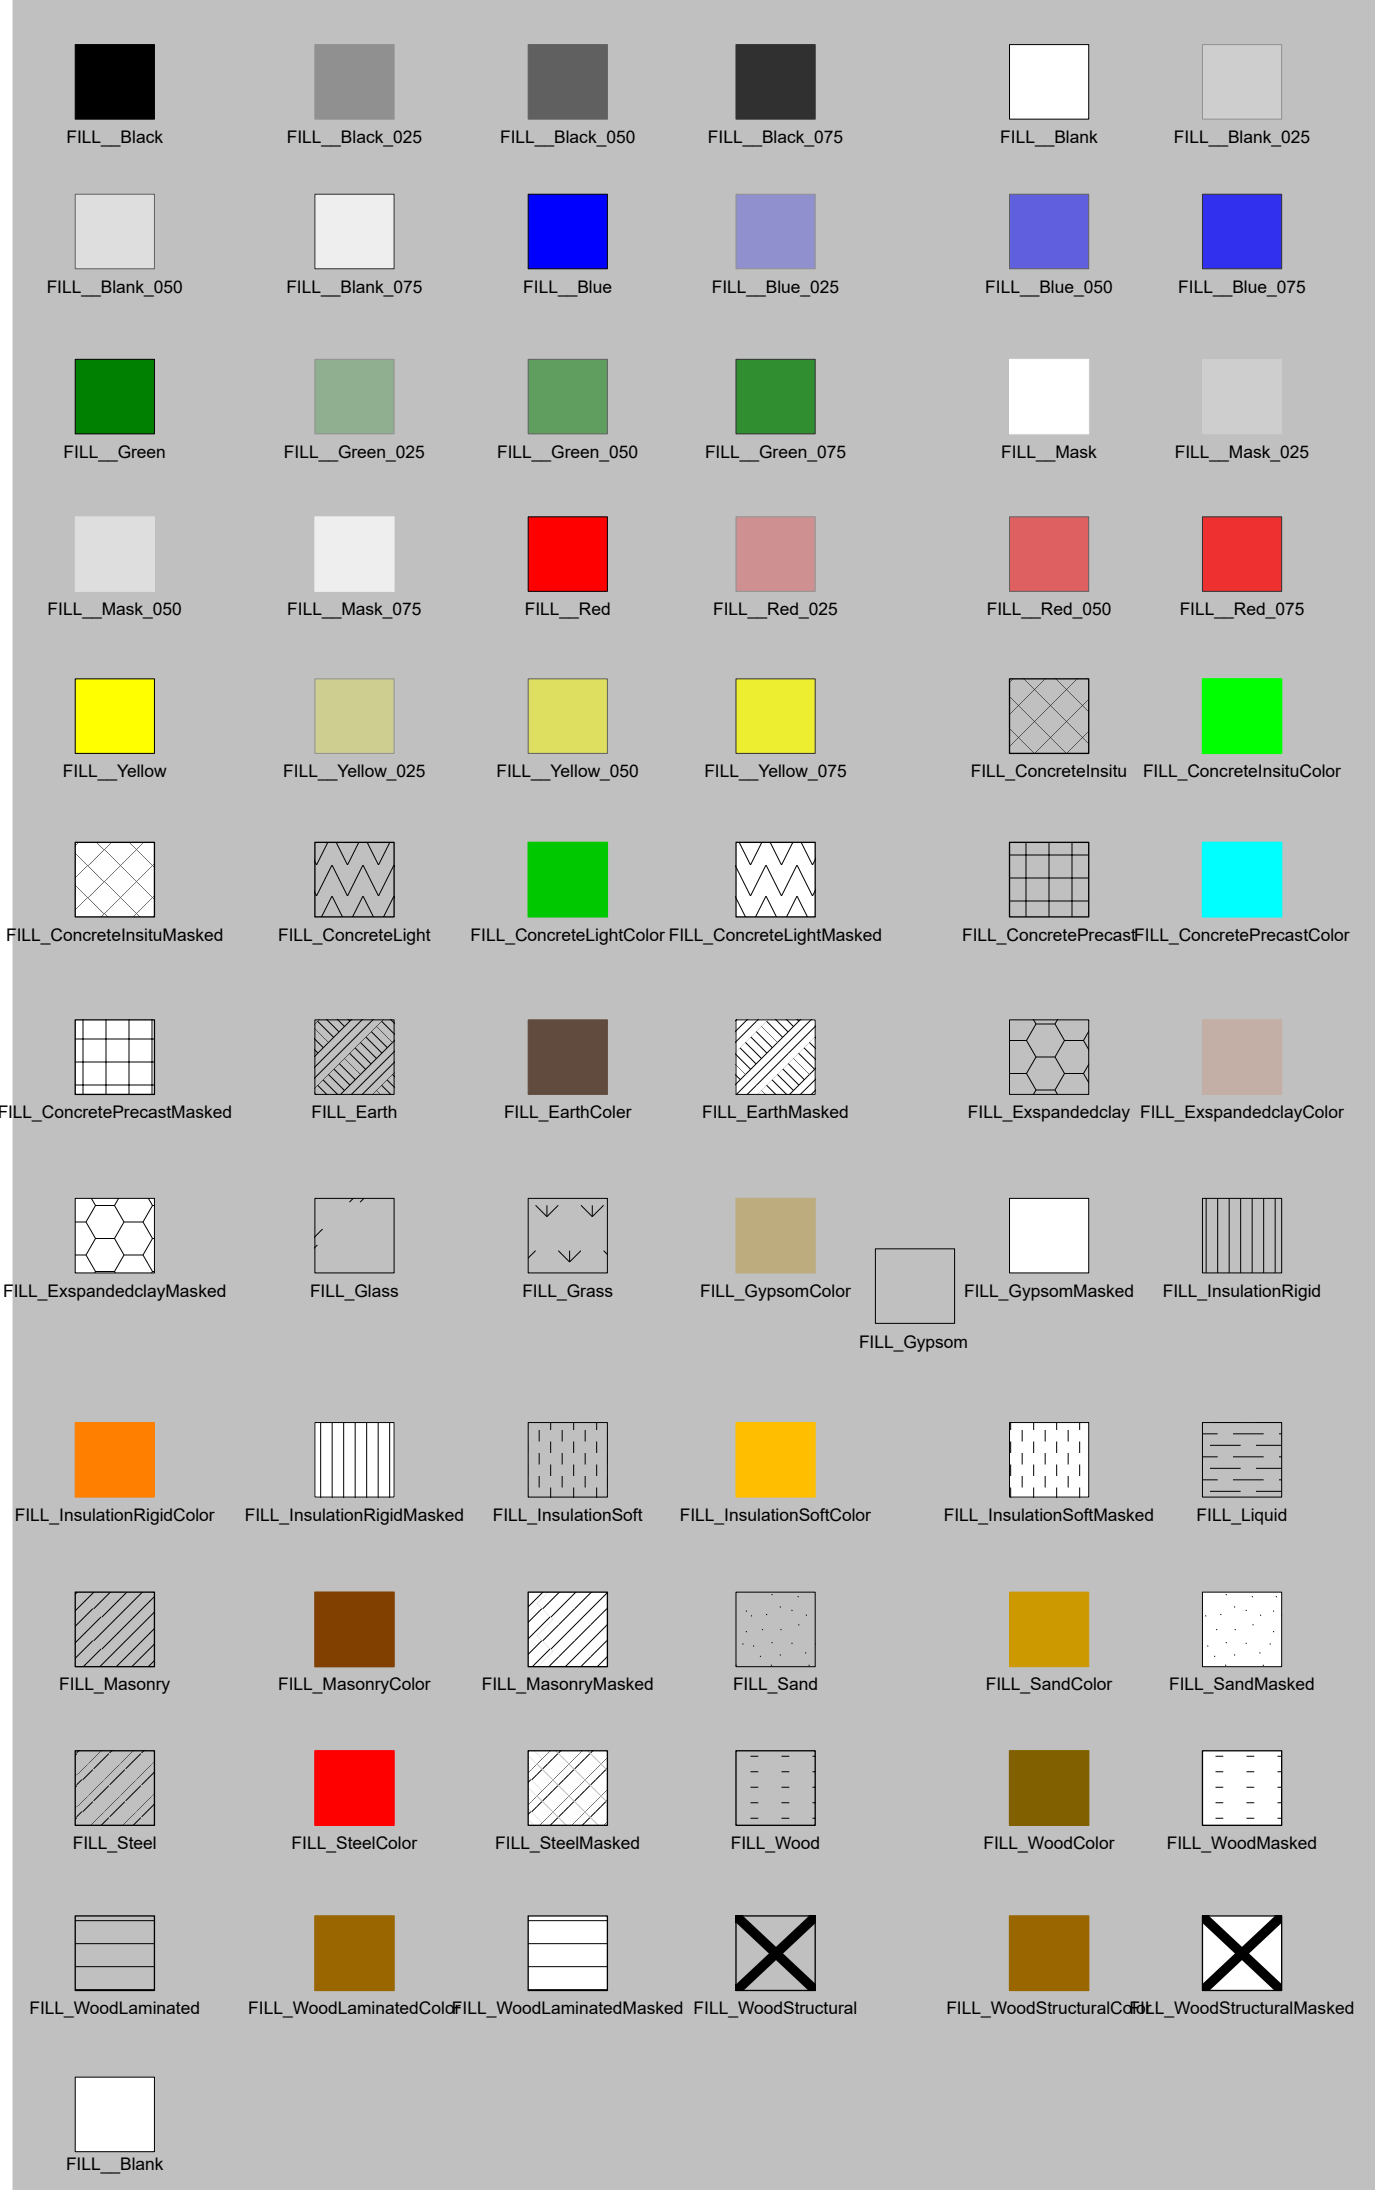 FILL__Black
FILL__Black_025
FILL__Black_050
FILL__Black_075
FILL__Blank
FILL__Blank_025
FILL__Blank_050
FILL__Blank_075
FILL__Blue
FILL__Blue_025
FILL__Blue_050
FILL__Blue_075
FILL__Green
FILL__Green_025
FILL__Green_050
FILL__Green_075
FILL__Mask
FILL__Mask_025
FILL__Mask_050
FILL__Mask_075
FILL__Red
FILL__Red_025
FILL__Red_050
FILL__Red_075
FILL__Yellow
FILL__Yellow_025
FILL__Yellow_050
FILL__Yellow_075
FILL_ConcreteInsitu
FILL_ConcreteInsituColor
FILL_ConcreteInsituMasked
FILL_ConcreteLight
FILL_ConcreteLightColor
FILL_ConcreteLightMasked
FILL_ConcretePrecast
FILL_ConcretePrecastColor
FILL_ConcretePrecastMasked
FILL_Earth
FILL_EarthColer
FILL_EarthMasked
FILL_Exspandedclay
FILL_ExspandedclayColor
FILL_ExspandedclayMasked
FILL_Glass
FILL_Grass
FILL_GypsomColor
FILL_GypsomMasked
FILL_InsulationRigid
FILL_Gypsom
FILL_InsulationRigidColor
FILL_InsulationRigidMasked
FILL_InsulationSoft
FILL_InsulationSoftColor
FILL_InsulationSoftMasked
FILL_Liquid
FILL_Masonry
FILL_MasonryColor
FILL_MasonryMasked
FILL_Sand
FILL_SandColor
FILL_SandMasked
FILL_Steel
FILL_SteelColor
FILL_SteelMasked
FILL_Wood
FILL_WoodColor
FILL_WoodMasked
FILL_WoodLaminated
FILL_WoodLaminatedColor
FILL_WoodLaminatedMasked
FILL_WoodStructural
FILL_WoodStructuralColor
FILL_WoodStructuralMasked
FILL__Blank